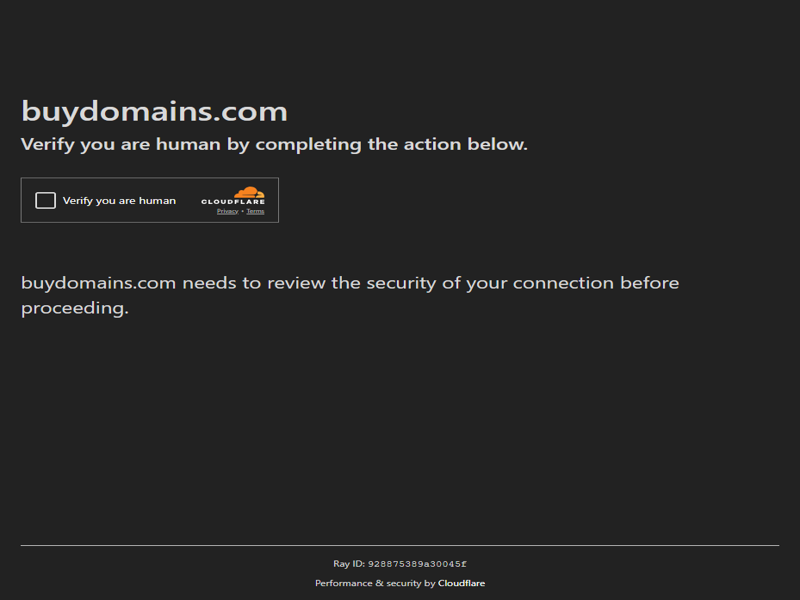 buydomains.com
Verify you are human by completing the action below.
Verify you are human
CLOUDFLARE
Privacy • Terms
buydomains.com needs to review the security of your connection before
proceeding.
Ray ID: 928875389a30045f
Performance & security by Cloudflare